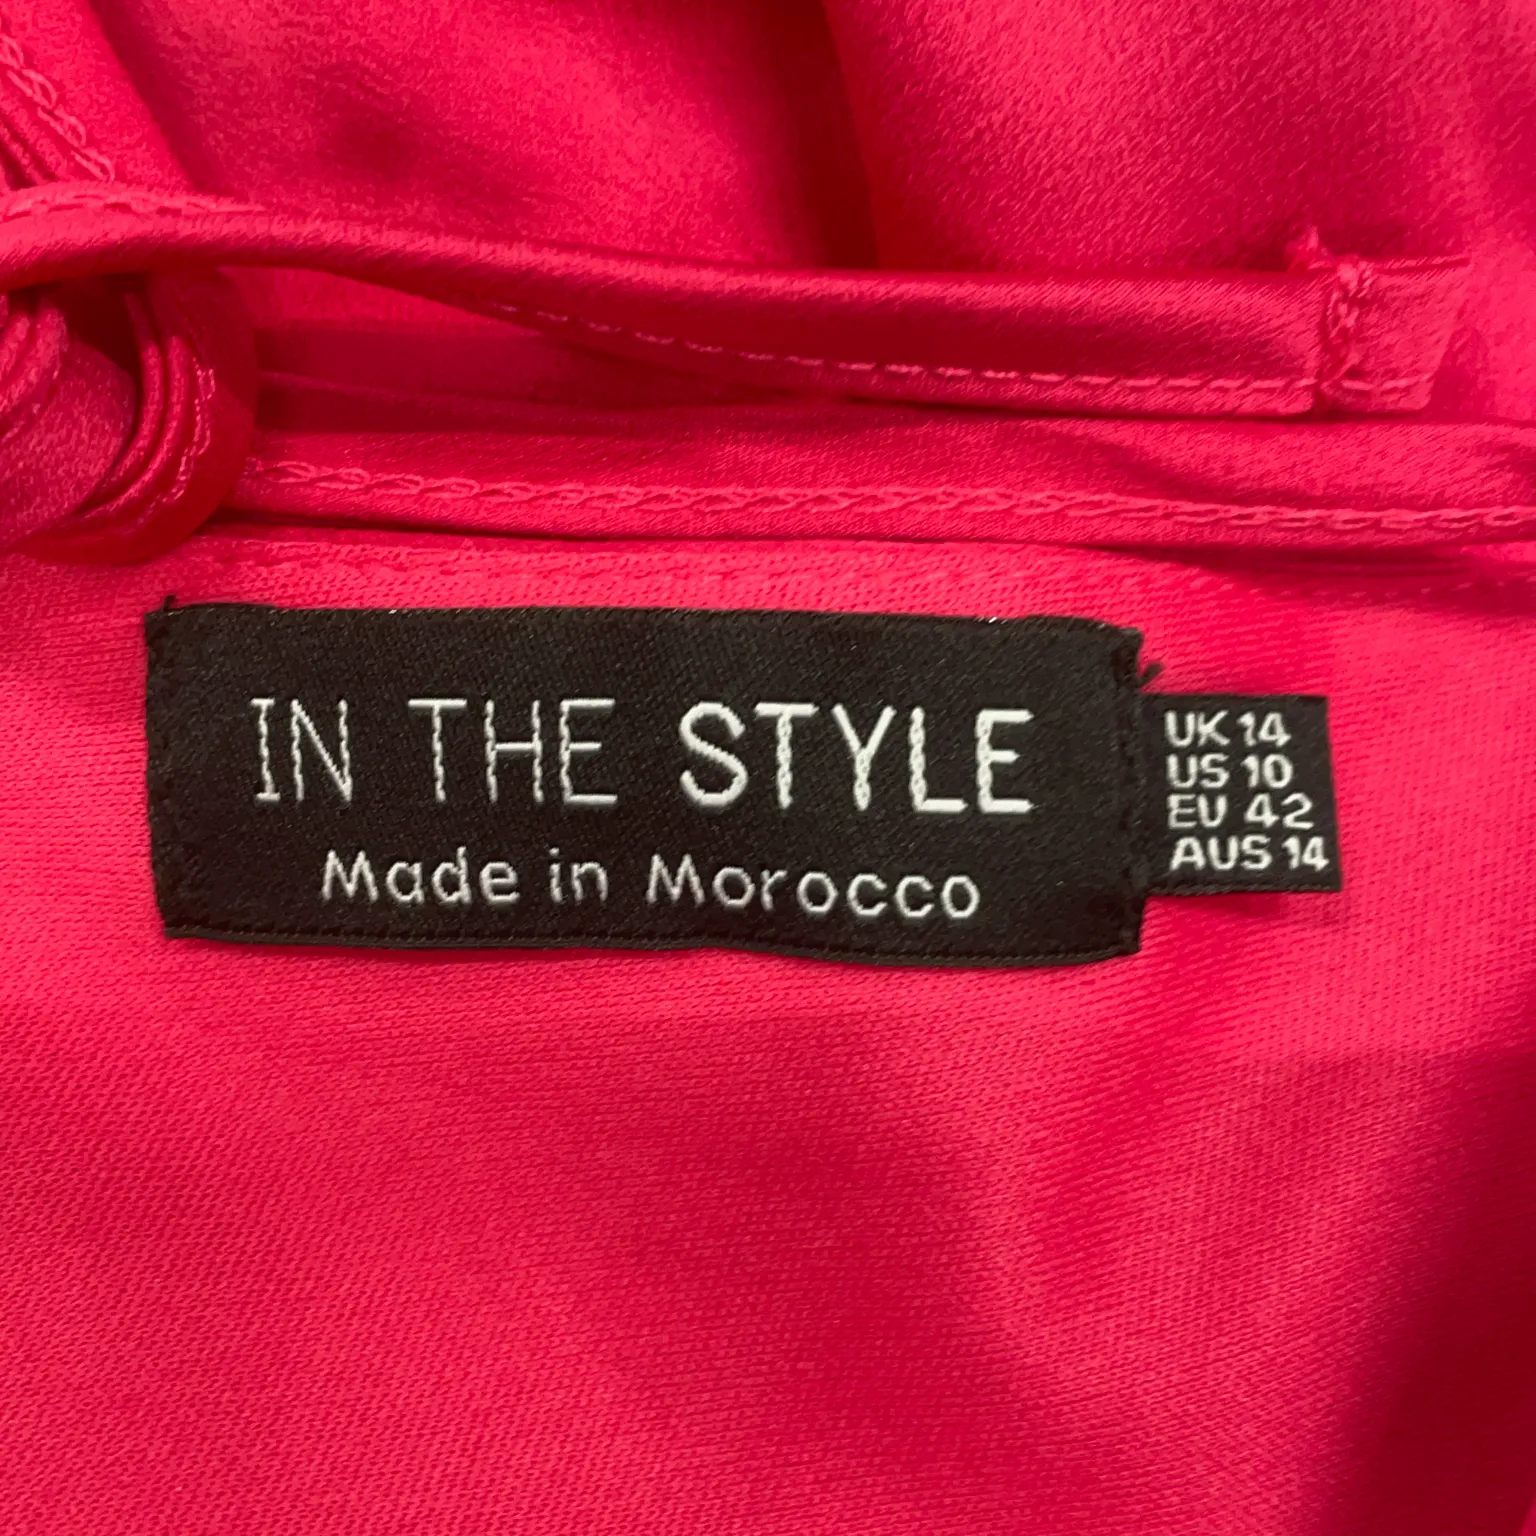 IN THE STYLE
Made in Morocco
UK 14
US 10
EU 42
AUS 14